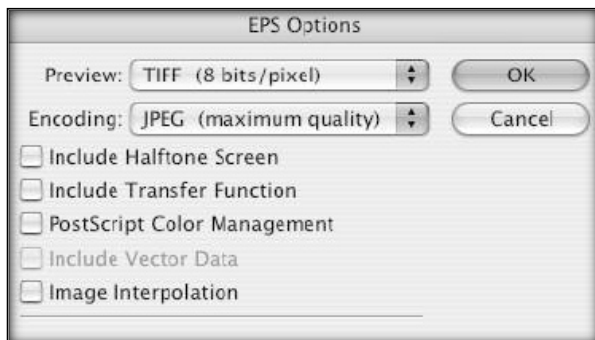 EPS Options
Preview: TIFF (8 bits/pixel) OK
Encoding: JPEG (maximum quality) Cancel
Include Halftone Screen
Include Transfer Function
PostScript Color Management
Include Vector Data
Image Interpolation